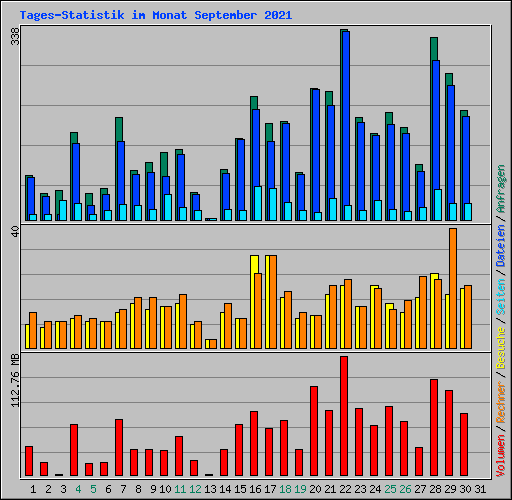 Tages-Statistik im Monat September 2021
338
40
112.76 MB
Volumen / Rechner / Besuche / Seiten / Dateien / Anfragen
1 2 3 4 5 6 7 8 9 10 11 12 13 14 15 16 17 18 19 20 21 22 23 24 25 26 27 28 29 30 31